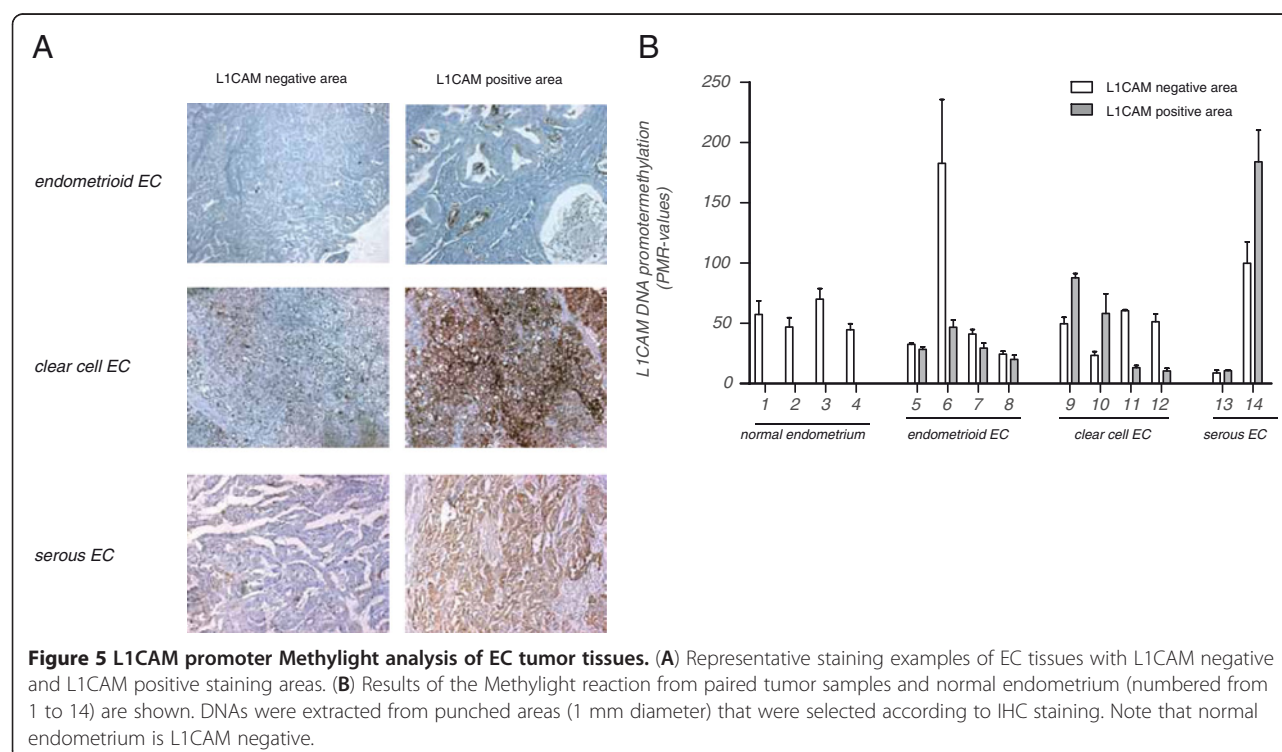 A
L1CAM negative area
L1CAM positive area
endometrioid EC
clear cell EC
serous EC
B
L1CAM DNA promotermethylation
(PMR-values)
250
200
150
100
50
0
L1CAM negative area
L1CAM positive area
1 2 3 4 5 6 7 8 9 10 11 12 13 14
normal endometrium endometrioid EC clear cell EC serous EC
Figure 5 L1CAM promoter Methylight analysis of EC tumor tissues. (A) Representative staining examples of EC tissues with L1CAM negative
and L1CAM positive staining areas. (B) Results of the Methylight reaction from paired tumor samples and normal endometrium (numbered from
1 to 14) are shown. DNAs were extracted from punched areas (1 mm diameter) that were selected according to IHC staining. Note that normal
endometrium is L1CAM negative.